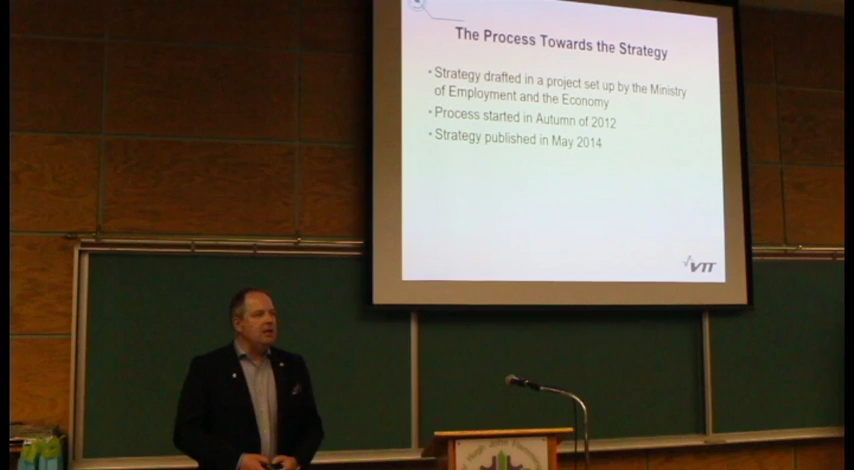 The Process Towards the Strategy
• Strategy drafted in a project set up by the Ministry
of Employment and the Economy
• Process started in Autumn of 2012
• Strategy published in May 2014
VTT